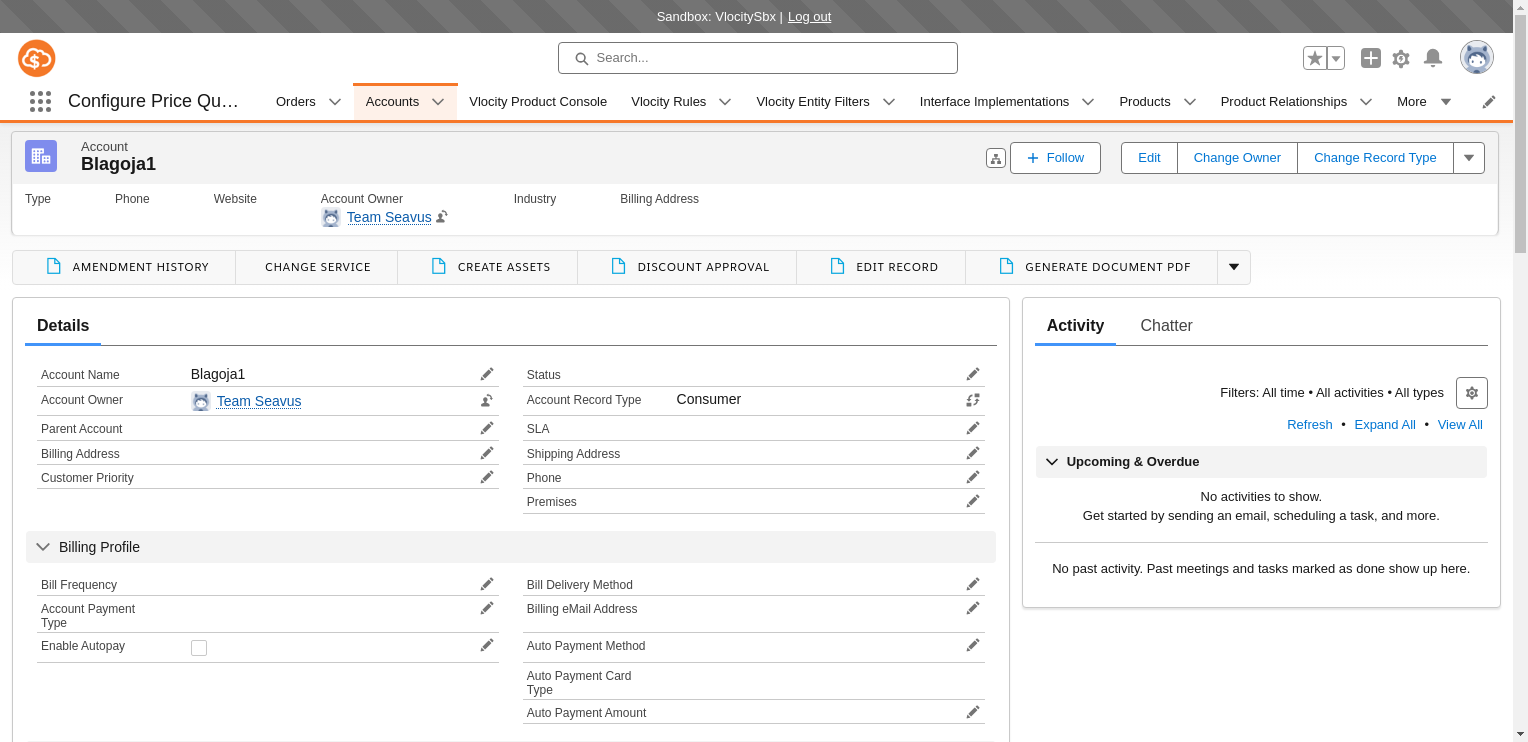 Sandbox: VlocitySbx | Log out
Search...
Configure Price Qu...
Orders
Accounts
Vlocity Product Console
Vlocity Rules
Vlocity Entity Filters
Interface Implementations
Products
Product Relationships
More
Account
Blagoja1
Follow
Edit
Change Owner
Change Record Type
Type
Phone
Website
Account Owner
Industry
Billing Address
Team Seavus
AMENDMENT HISTORY
CHANGE SERVICE
CREATE ASSETS
DISCOUNT APPROVAL
EDIT RECORD
GENERATE DOCUMENT PDF
Details
Account Name
Blagoja1
Status
Account Owner
Team Seavus
Account Record Type
Consumer
Parent Account
SLA
Billing Address
Shipping Address
Customer Priority
Phone
Premises
Billing Profile
Bill Frequency
Bill Delivery Method
Account Payment
Type
Billing eMail Address
Enable Autopay
Auto Payment Method
Auto Payment Card
Type
Auto Payment Amount
Activity
Chatter
Filters: All time • All activities • All types
Refresh • Expand All • View All
Upcoming & Overdue
No activities to show.
Get started by sending an email, scheduling a task, and more.
No past activity. Past meetings and tasks marked as done show up here.